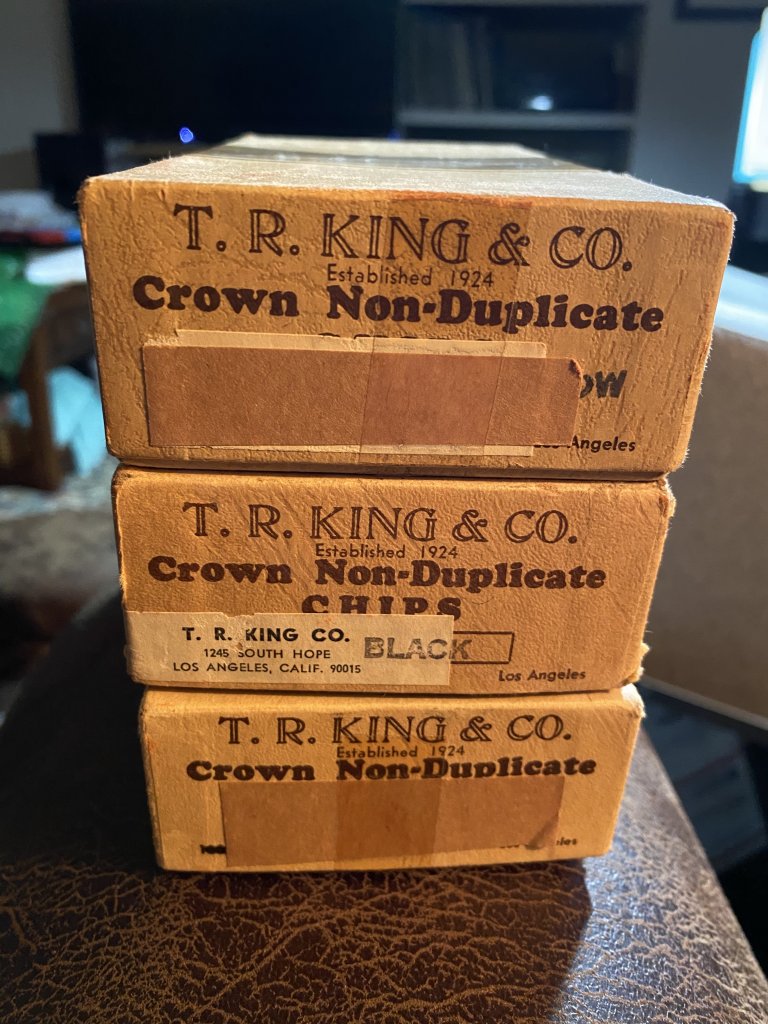 T. R. KING & CO.
Established 1924
Crown Non-Duplicate
OW
Los Angeles
T. R. KING & CO.
Established 1924
Crown Non-Duplicate
CHIPS
T. R. KING CO.
1245 SOUTH HOPE
LOS ANGELES, CALIF. 90015
BLACK
Los Angeles
T. R. KING & CO.
Established 1924
Crown Non-Duplicate